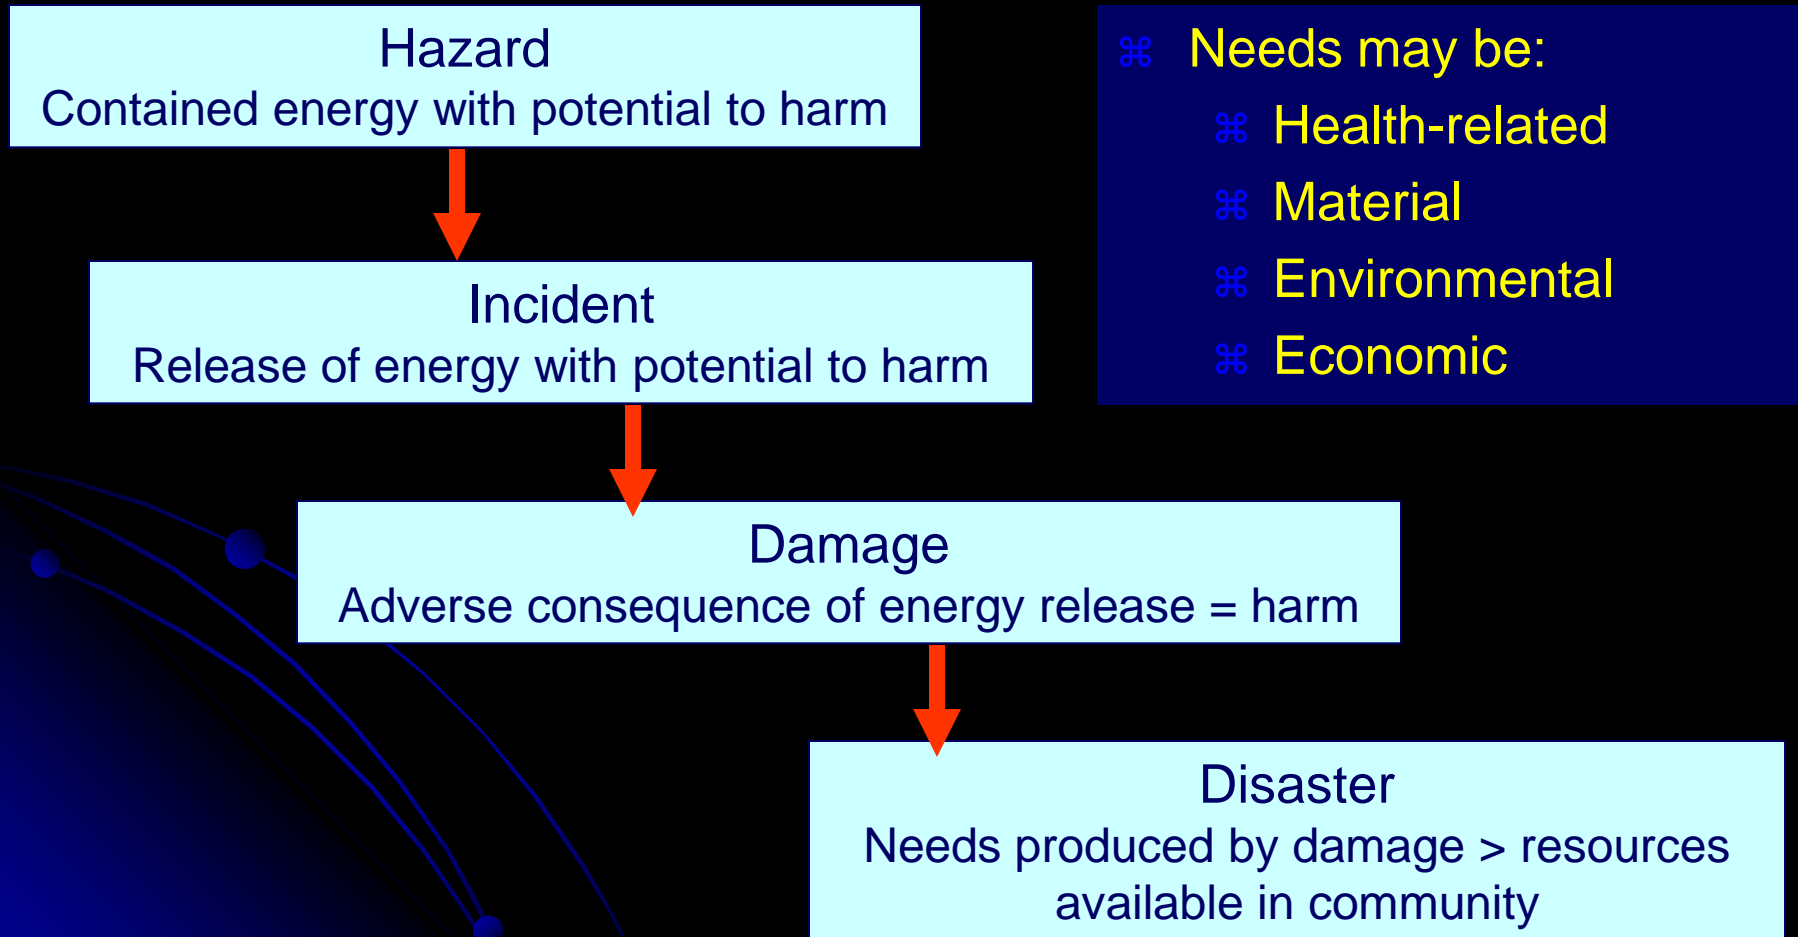 Hazard
Contained energy with potential to harm
Incident
Release of energy with potential to harm
Damage
Adverse consequence of energy release = harm
Disaster
Needs produced by damage > resources
available in community
⌘ Needs may be:
⌘ Health-related
⌘ Material
⌘ Environmental
⌘ Economic